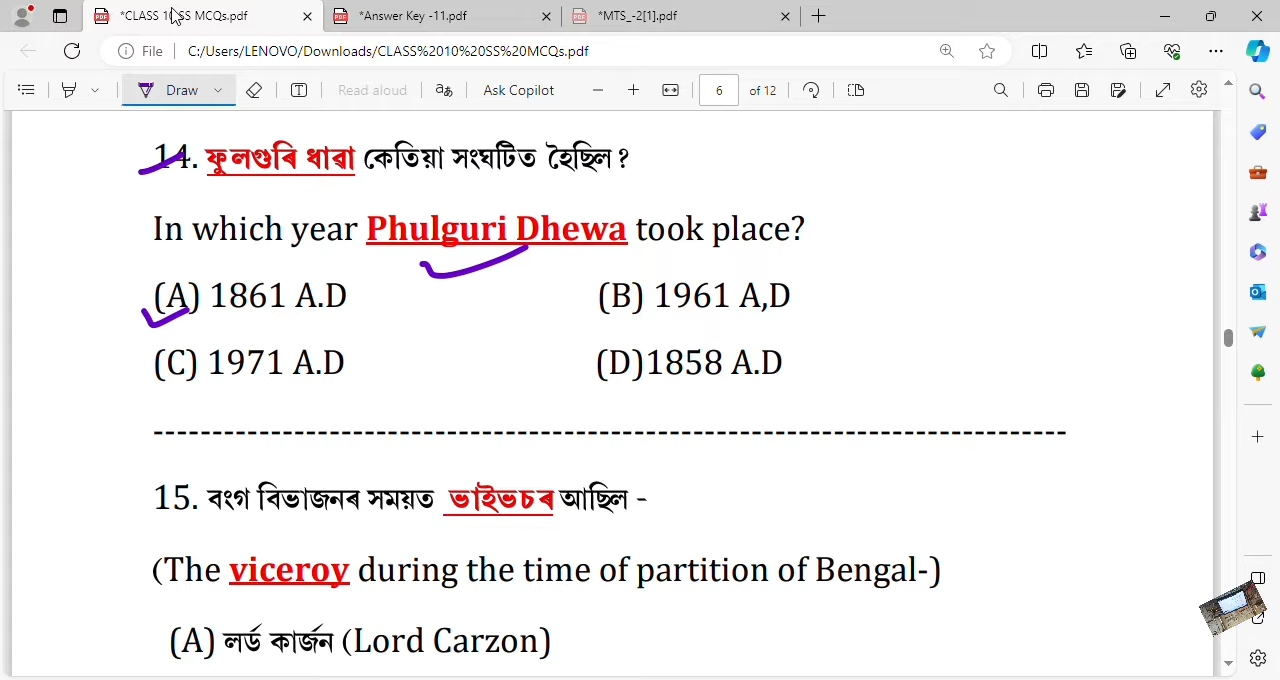 *CLASS 10 SS MCQs.pdf
*Answer Key -11.pdf
*MTS_-2[1].pdf
File
C:/Users/LENOVO/Downloads/CLASS%2010%20SS%20MCQs.pdf
Draw
Read aloud
Ask Copilot
6
of 12
14. ফুলগুৰি ধাৱা কেতিয়া সংঘটিত হৈছিল?
In which year Phulguri Dhewa took place?
(A) 1861 A.D (B) 1961 A,D
(C) 1971 A.D (D)1858 A.D
-----------------------------------------------------------------------------
15. বংগ বিভাজনৰ সময়ত ভাইভচৰ আছিল -
(The viceroy during the time of partition of Bengal-)
(A) লৰ্ড কাৰ্জন (Lord Carzon)